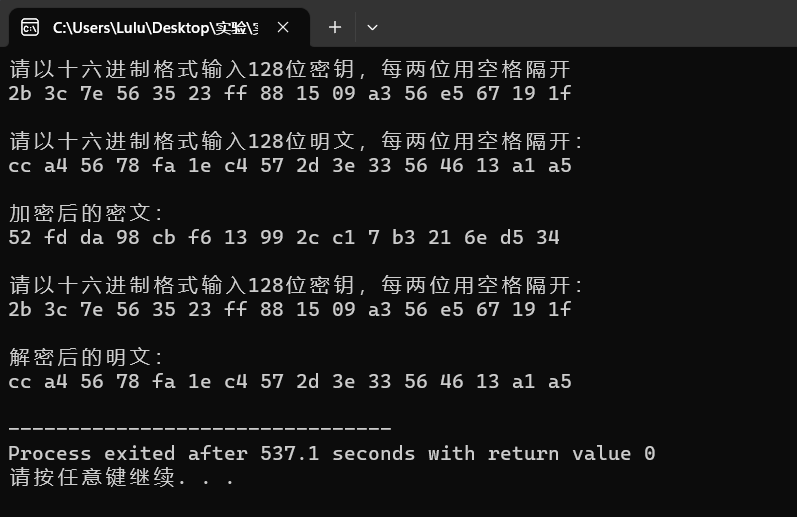 C:\Users\Lulu\Desktop\实验\
请以十六进制格式输入128位密钥，每两位用空格隔开
2b 3c 7e 56 35 23 ff 88 15 09 a3 56 e5 67 19 1f
请以十六进制格式输入128位明文，每两位用空格隔开：
cc a4 56 78 fa 1e c4 57 2d 3e 33 56 46 13 a1 a5
加密后的密文：
52 fd da 98 cb f6 13 99 2c c1 7 b3 21 6e d5 34
请以十六进制格式输入128位密钥，每两位用空格隔开：
2b 3c 7e 56 35 23 ff 88 15 09 a3 56 e5 67 19 1f
解密后的明文：
cc a4 56 78 fa 1e c4 57 2d 3e 33 56 46 13 a1 a5
--------------------------------
Process exited after 537.1 seconds with return value 0
请按任意键继续. . .